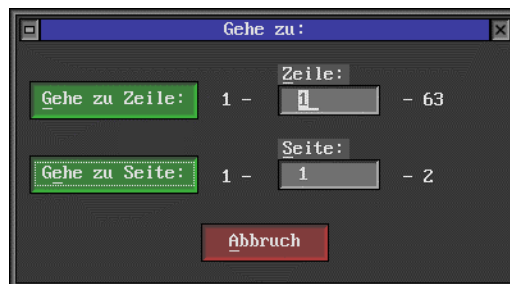 Gehe zu:
Zeile:
Gehe zu Zeile: 1 - 1 - 63
Seite:
Gehe zu Seite: 1 - 1 - 2
Abbruch